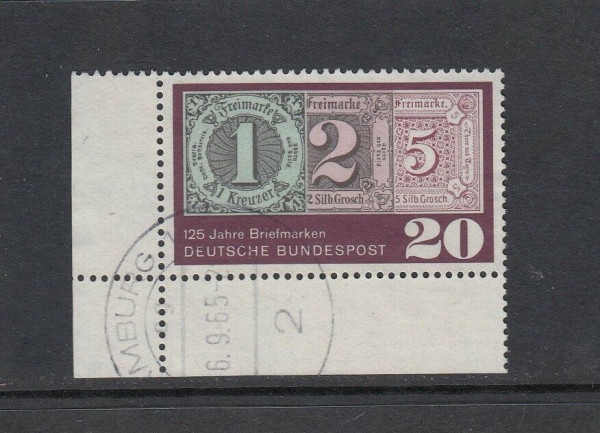 Freimarke
1
1 Kreuzer
Freimarke
2
2 Silb. Grosch.
Freimarke.
5
5 Silb. Grosch.
125 Jahre Briefmarken
DEUTSCHE BUNDESPOST
20
MBURG
6.9.65
2